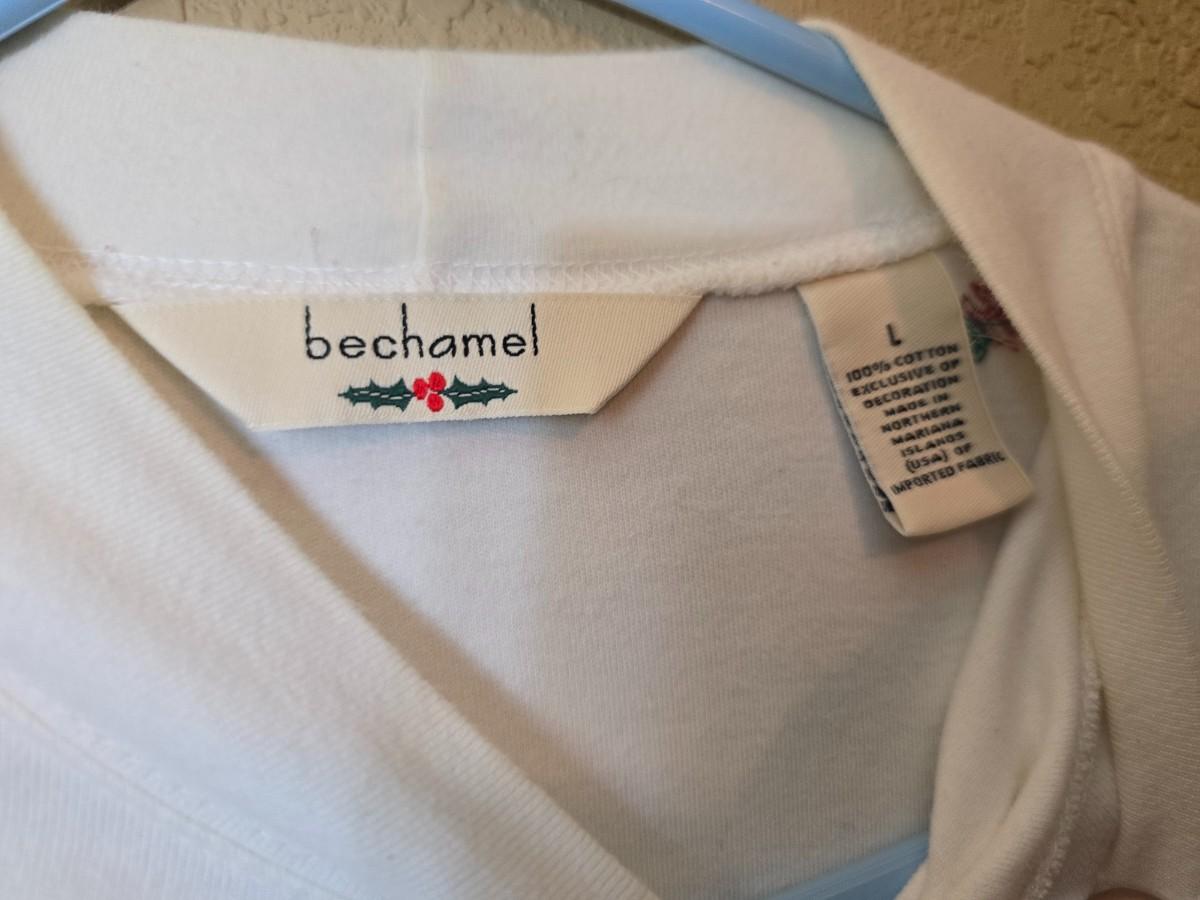 bechamel
L
100% COTTON
EXCLUSIVE OF
DECORATION
MADE IN
NORTHERN
MARIANA
ISLANDS
(USA) OF
IMPORTED FABRIC